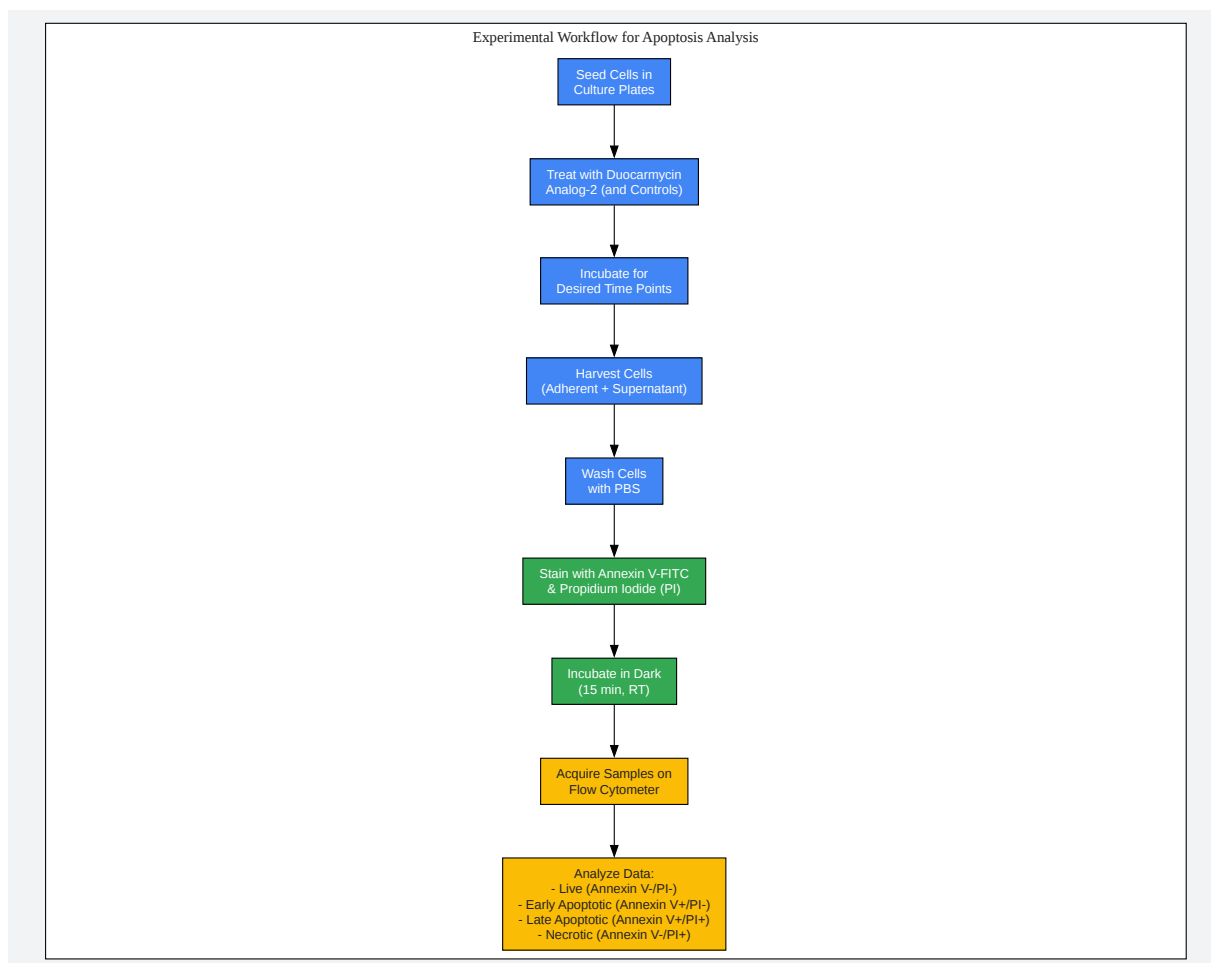 Experimental Workflow for Apoptosis Analysis
Seed Cells in
Culture Plates
Treat with Duocarmycin
Analog-2 (and Controls)
Incubate for
Desired Time Points
Harvest Cells
(Adherent + Supernatant)
Wash Cells
with PBS
Stain with Annexin V-FITC
& Propidium Iodide (PI)
Incubate in Dark
(15 min, RT)
Acquire Samples on
Flow Cytometer
Analyze Data:
- Live (Annexin V-/PI-)
- Early Apoptotic (Annexin V+/PI-)
- Late Apoptotic (Annexin V+/PI+)
- Necrotic (Annexin V-/PI+)